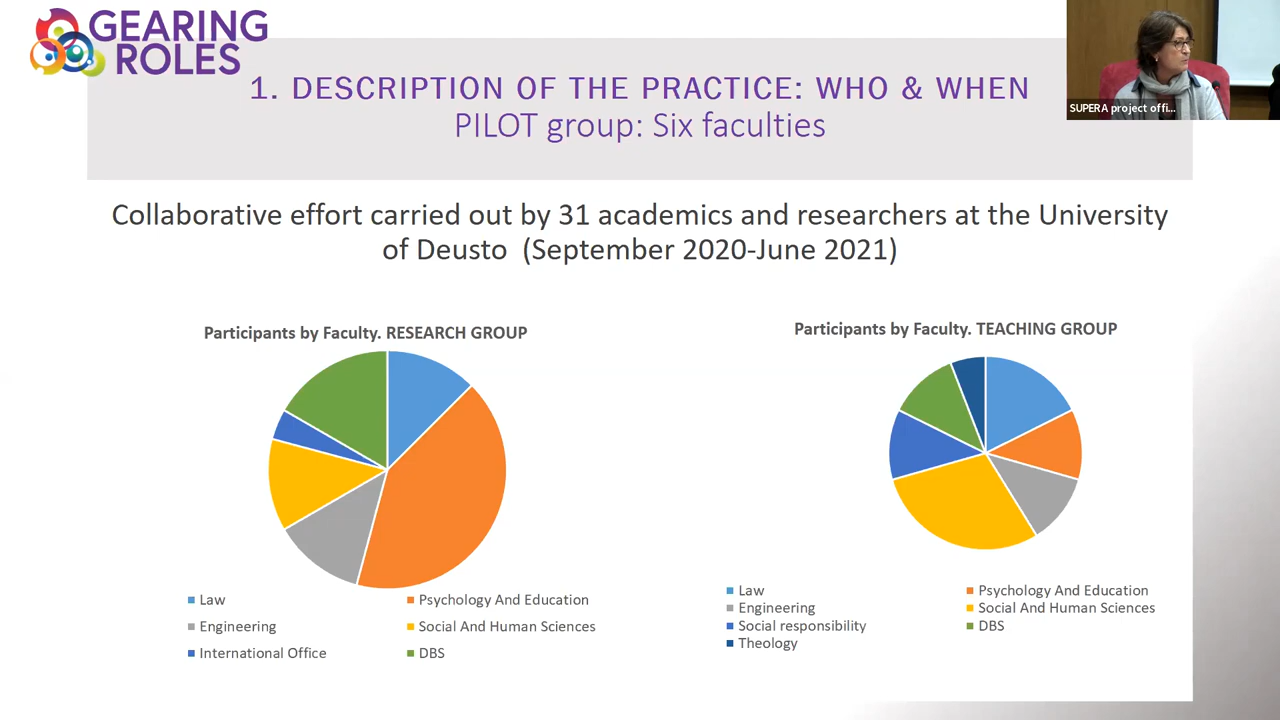 GEARING
ROLES
1. DESCRIPTION OF THE PRACTICE: WHO & WHEN
PILOT group: Six faculties
SUPERA project offi...
Collaborative effort carried out by 31 academics and researchers at the University
of Deusto (September 2020-June 2021)
Participants by Faculty. RESEARCH GROUP
Law
Psychology And Education
Engineering
Social And Human Sciences
International Office
DBS
Participants by Faculty. TEACHING GROUP
Law
Psychology And Education
Engineering
Social And Human Sciences
Social responsibility
DBS
Theology